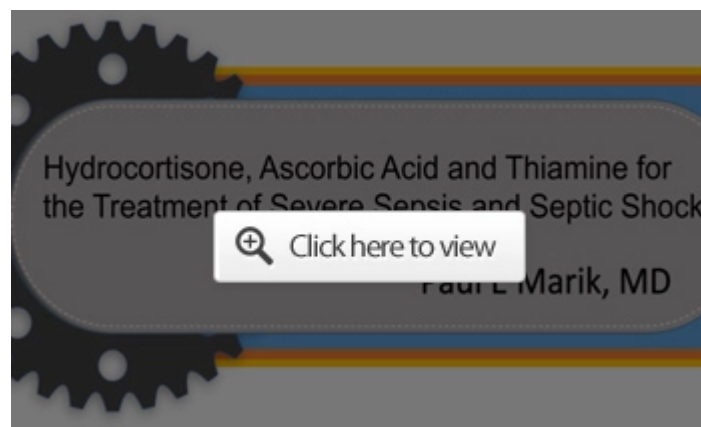 Hydrocortisone, Ascorbic Acid and Thiamine for
the Treatment of Severe Sepsis and Septic Shock
Click here to view
Paul E Marik, MD